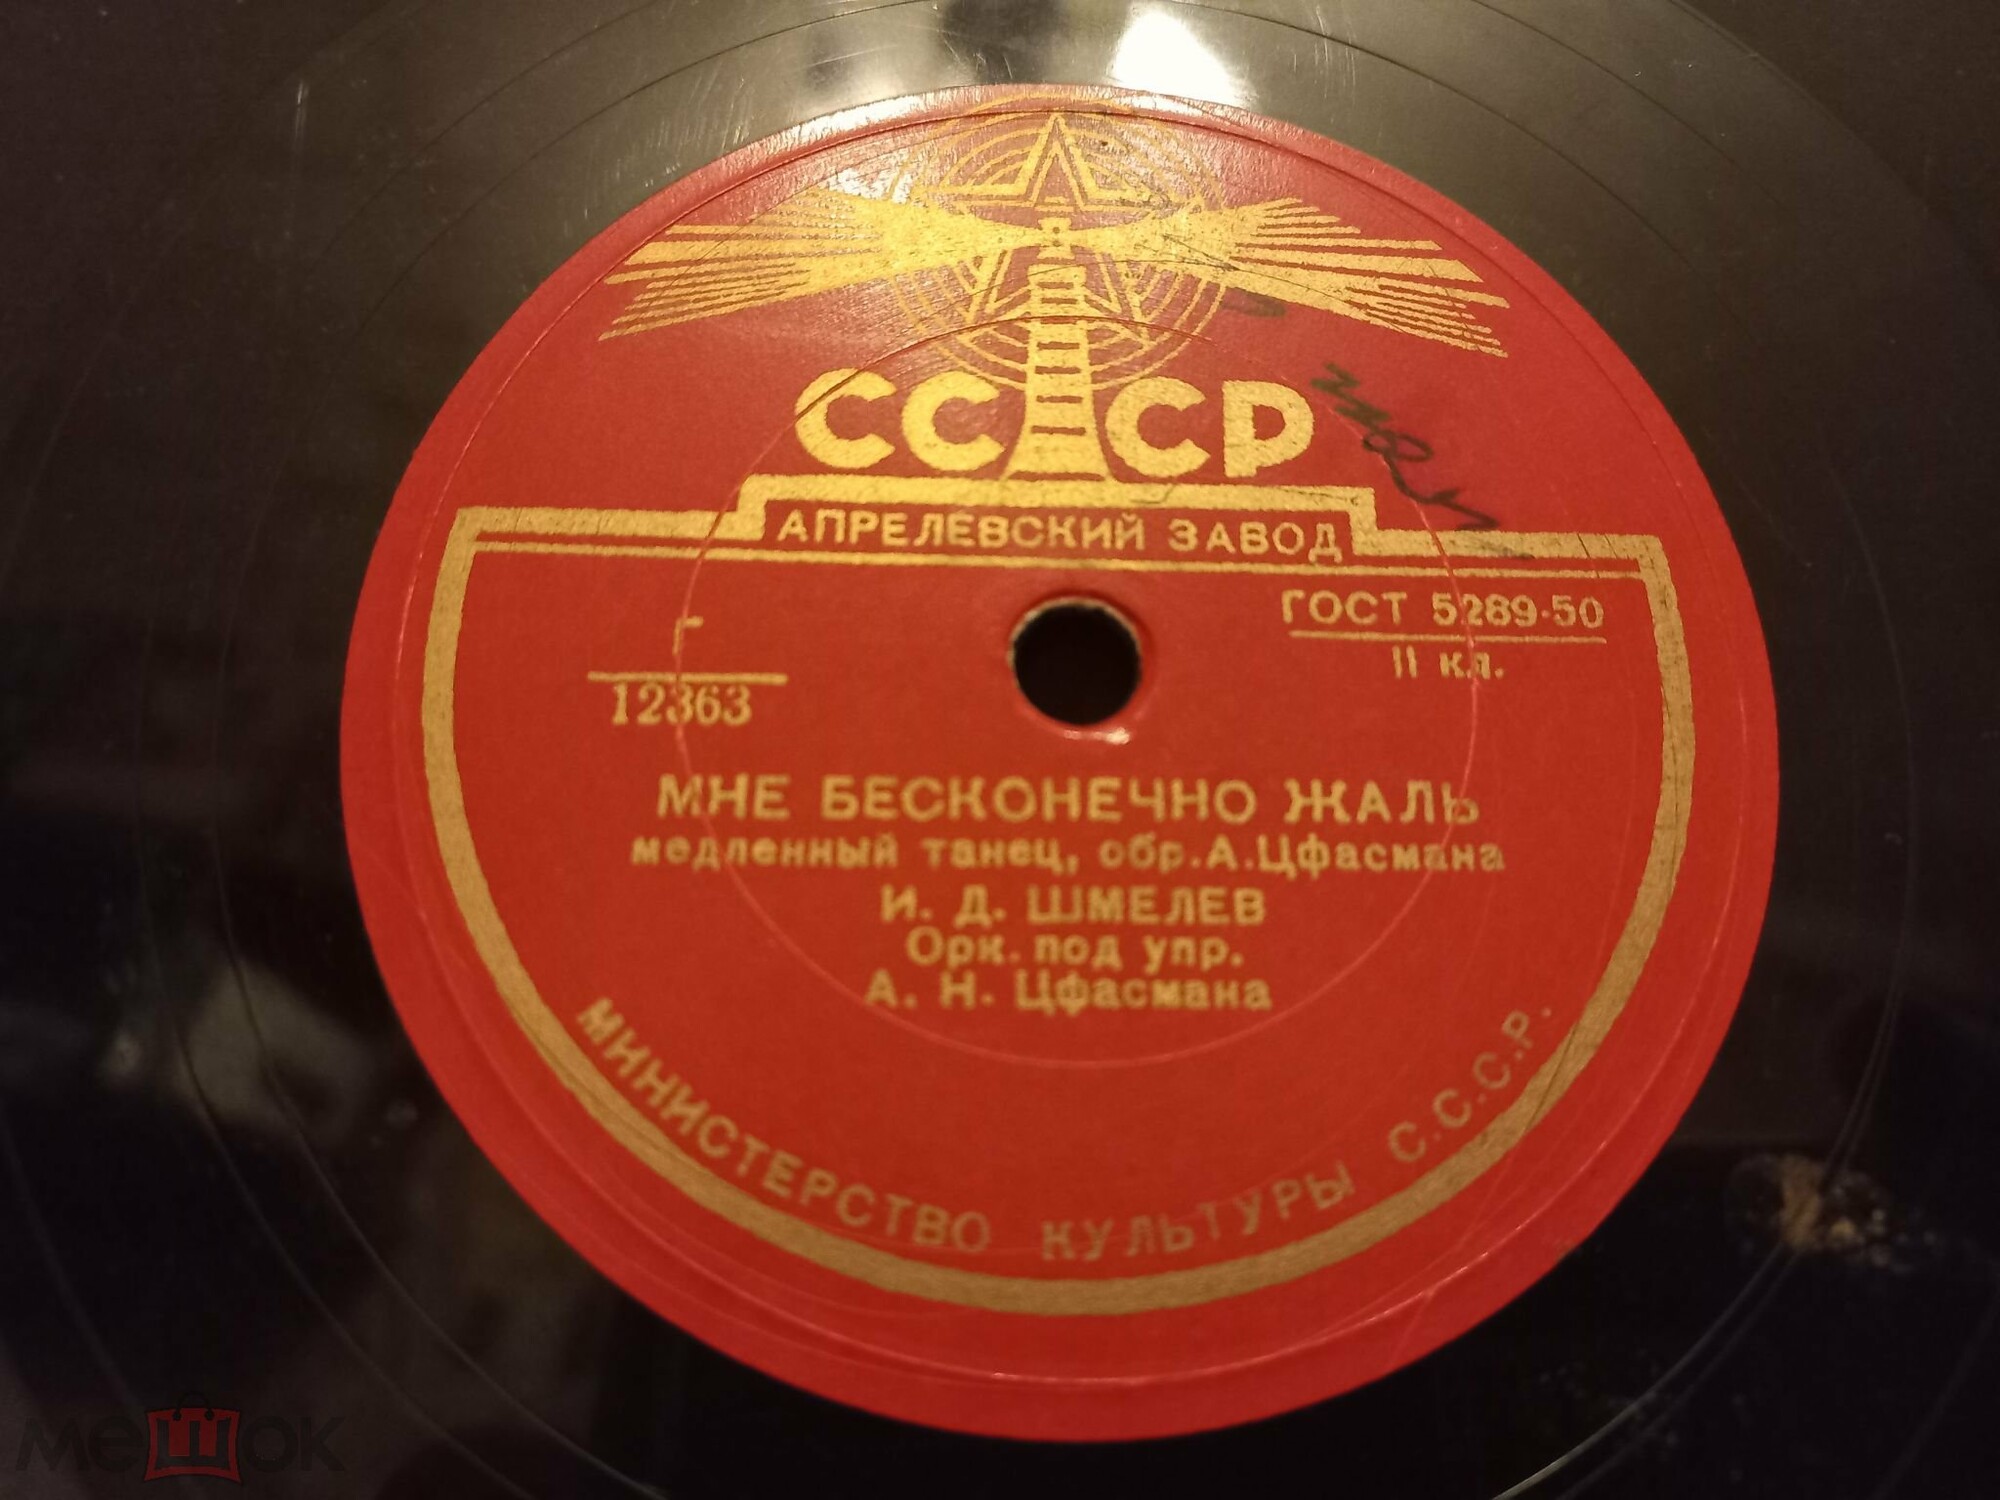 СССР
АПРЕЛЕВСКИЙ ЗАВОД
ГОСТ 5289-50
II кл.
Г
12363
МНЕ БЕСКОНЕЧНО ЖАЛЬ
медленный танец, обр. А. Цфасмана
И. Д. ШМЕЛЕВ
Орк. под упр.
А. Н. Цфасмана
МИНИСТЕРСТВО КУЛЬТУРЫ С.С.С.Р.
мешок